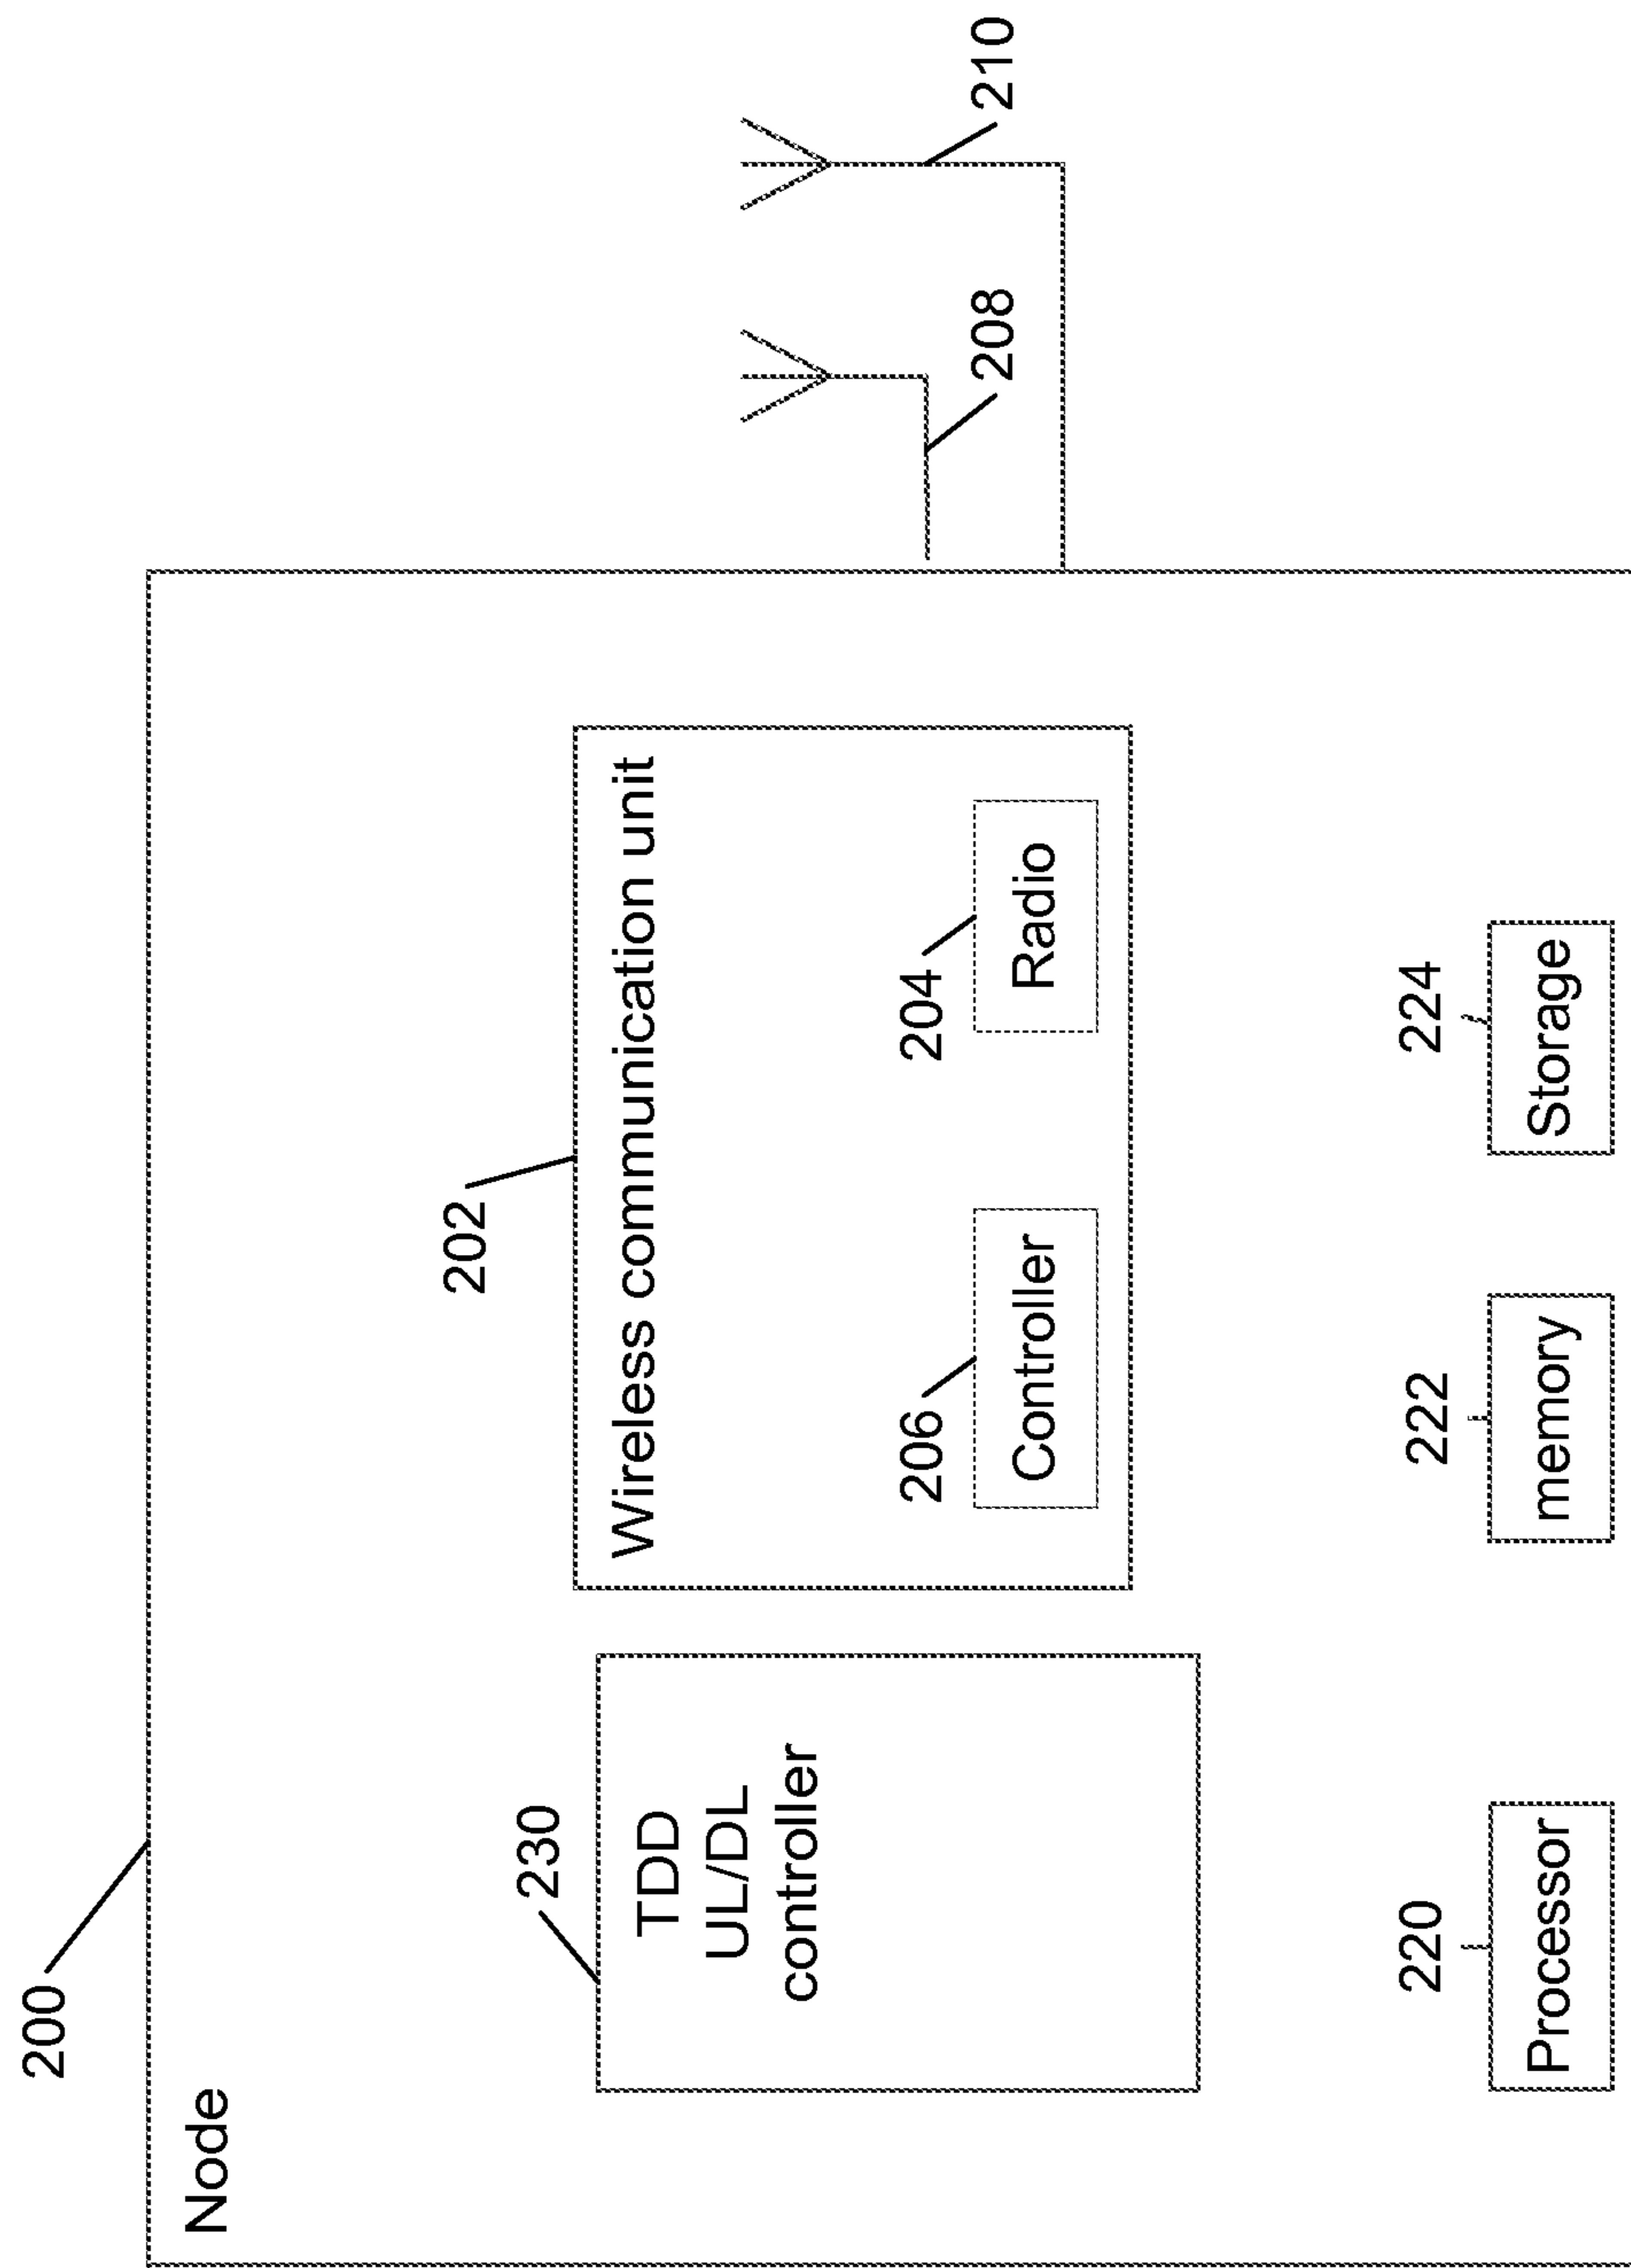 200
Node
202
Wireless communication unit
230
TDD
UL/DL
controller
206
Controller
204
Radio
208
210
220
Processor
222
memory
224
Storage